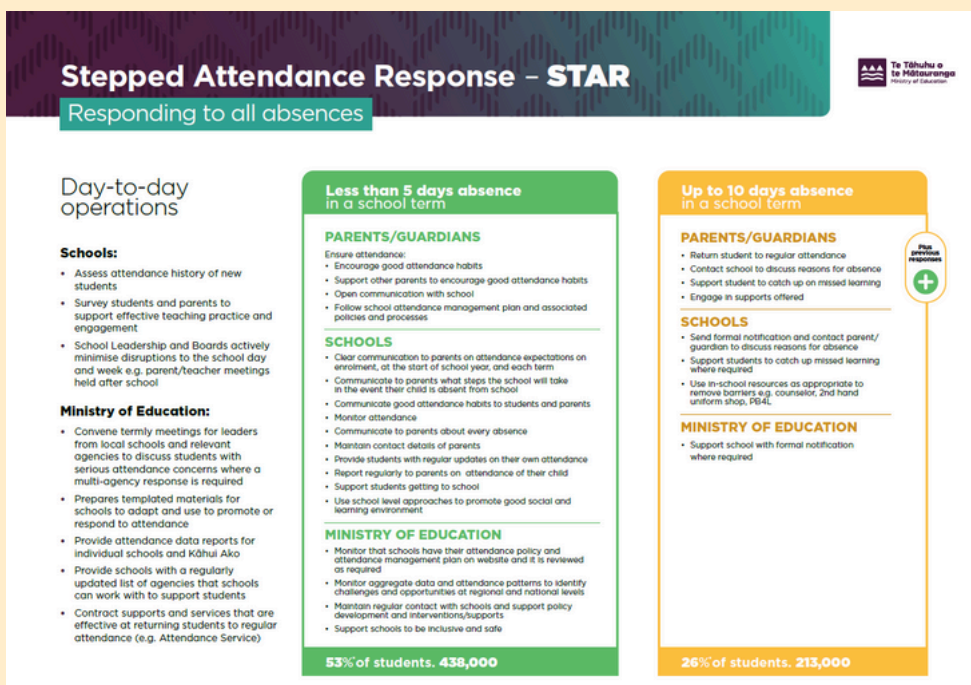 Stepped Attendance Response – STAR
Responding to all absences
Te Tāhuhu o
te Mātauranga
Ministry of Education
Day-to-day
operations
Schools:
• Assess attendance history of new
students
• Survey students and parents to
support effective teaching practice and
engagement
• School Leadership and Boards actively
minimise disruptions to the school day
and week e.g. parent/teacher meetings
held after school
Ministry of Education:
• Convene termly meetings for leaders
from local schools and relevant
agencies to discuss students with
serious attendance concerns where a
multi-agency response is required
• Prepares templated materials for
schools to adapt and use to promote or
respond to attendance
• Provide attendance data reports for
individual schools and Kāhui Ako
• Provide schools with a regularly
updated list of agencies that schools
can work with to support students
• Contract supports and services that are
effective at returning students to regular
attendance (e.g. Attendance Service)
Less than 5 days absence
in a school term
PARENTS/GUARDIANS
Ensure attendance:
• Encourage good attendance habits
• Support other parents to encourage good attendance habits
• Open communication with school
• Follow school attendance management plan and associated
policies and processes
SCHOOLS
• Clear communication to parents on attendance expectations on
enrolment, at the start of school year, and each term
• Communicate to parents what steps the school will take
in the event their child is absent from school
• Communicate good attendance habits to students and parents
• Monitor attendance
• Communicate to parents about every absence
• Maintain contact details of parents
• Provide students with regular updates on their own attendance
• Report regularly to parents on attendance of their child
• Support students getting to school
• Use school level approaches to promote good social and
learning environment
MINISTRY OF EDUCATION
• Monitor that schools have their attendance policy and
attendance management plan on website and it is reviewed
as required
• Monitor aggregate data and attendance patterns to identify
challenges and opportunities at regional and national levels
• Maintain regular contact with schools and support policy
development and interventions/supports
• Support schools to be inclusive and safe
53%* of students. 438,000
Up to 10 days absence
in a school term
PARENTS/GUARDIANS
• Return student to regular attendance
• Contact school to discuss reasons for absence
• Support student to catch up on missed learning
• Engage in supports offered
SCHOOLS
• Send formal notification and contact parent/
guardian to discuss reasons for absence
• Support students to catch up missed learning
where required
• Use in-school resources as appropriate to
remove barriers e.g. counselor, 2nd hand
uniform shop, PB4L
MINISTRY OF EDUCATION
• Support school with formal notification
where required
26%* of students. 213,000
Plus
previous
responses
+